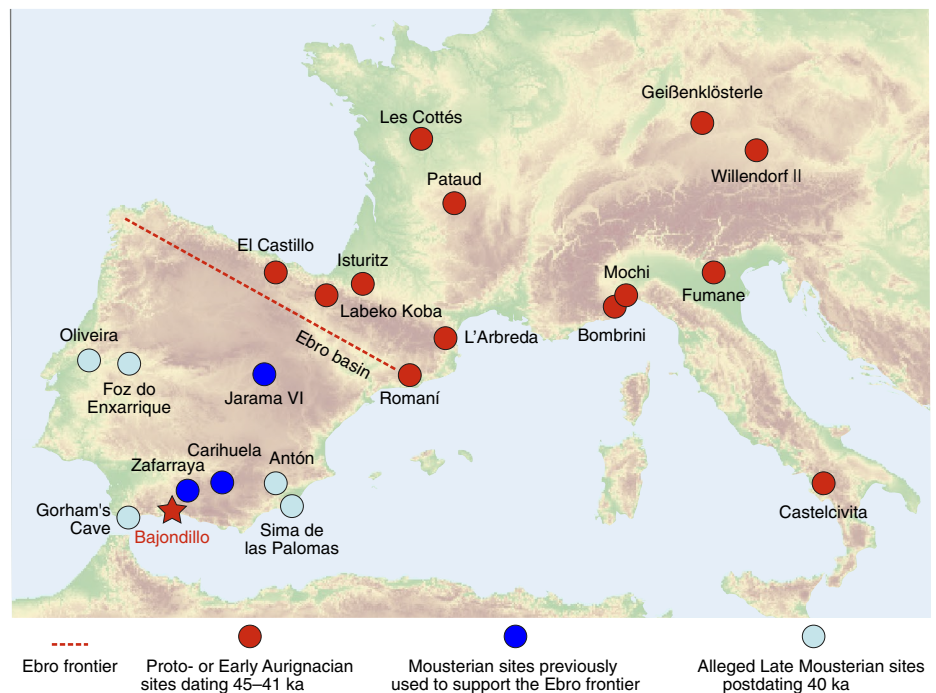 Geißenklösterle
Les Cottés
Willendorf II
Pataud
El Castillo
Isturitz
Mochi
Labeko Koba
Fumane
Bombrini
L'Arbreda
Ebro basin
Oliveira
Foz do
Enxarrique
Jarama VI
Romaní
Carihuela
Antón
Zafarraya
Gorham's
Cave
Bajondillo
Sima de
las Palomas
Castelcivita
Ebro frontier
Proto- or Early Aurignacian
sites dating 45–41 ka
Mousterian sites previously
used to support the Ebro frontier
Alleged Late Mousterian sites
postdating 40 ka